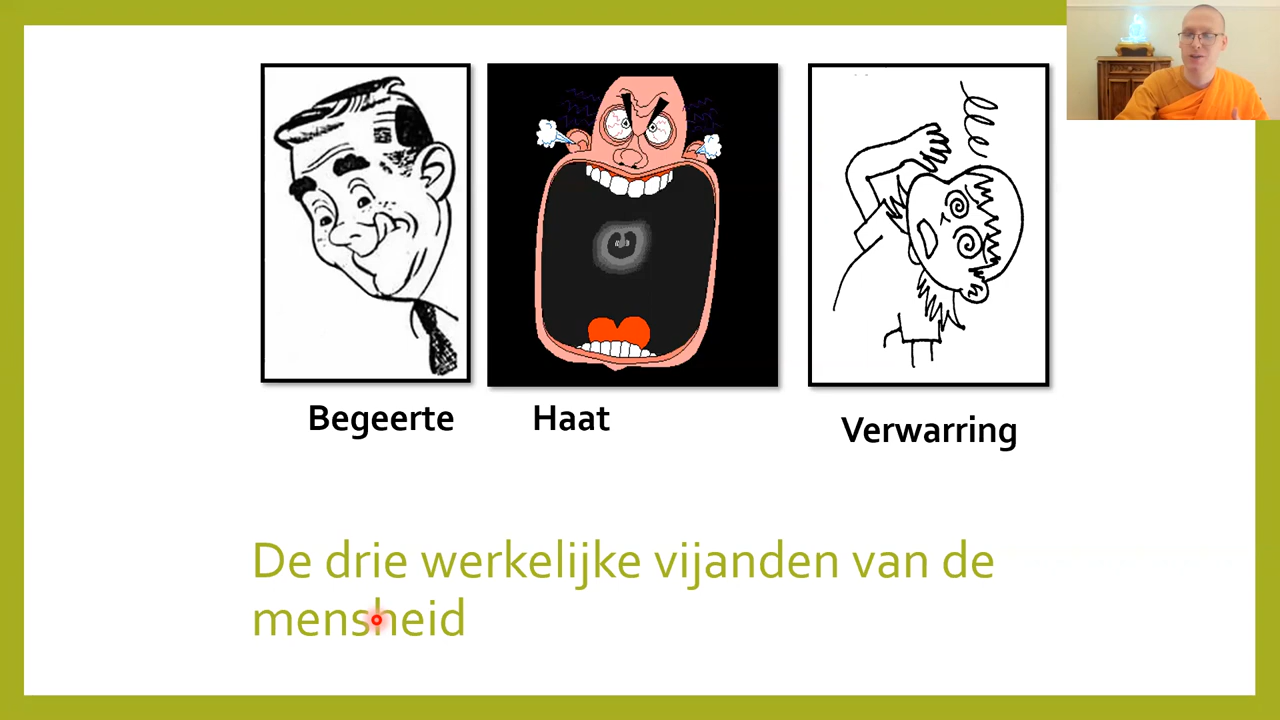 Begeerte
Haat
Verwarring
De drie werkelijke vijanden van de
mensheid